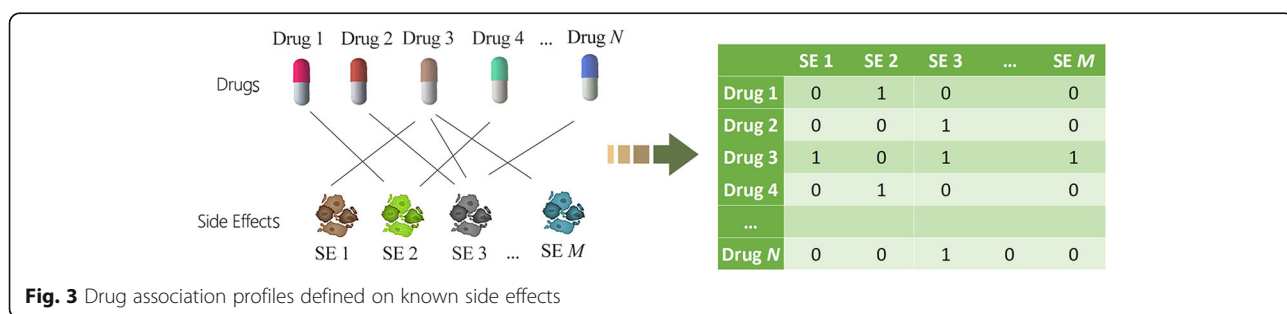 Drug 1 Drug 2 Drug 3 Drug 4 ... Drug N
Drugs
Side Effects
SE 1 SE 2 SE 3 ... SE M
SE 1 SE 2 SE 3 ... SE M
Drug 1 0 1 0 0
Drug 2 0 0 1 0
Drug 3 1 0 1 1
Drug 4 0 1 0 0
...
Drug N 0 0 1 0 0
Fig. 3 Drug association profiles defined on known side effects